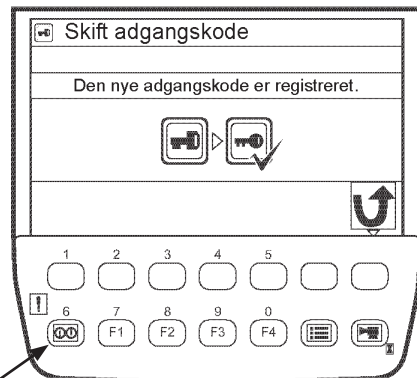 Skift adgangskode
Den nye adgangskode er registreret.
1 2 3 4 5
!
6 7 8 9 0
F1 F2 F3 F4